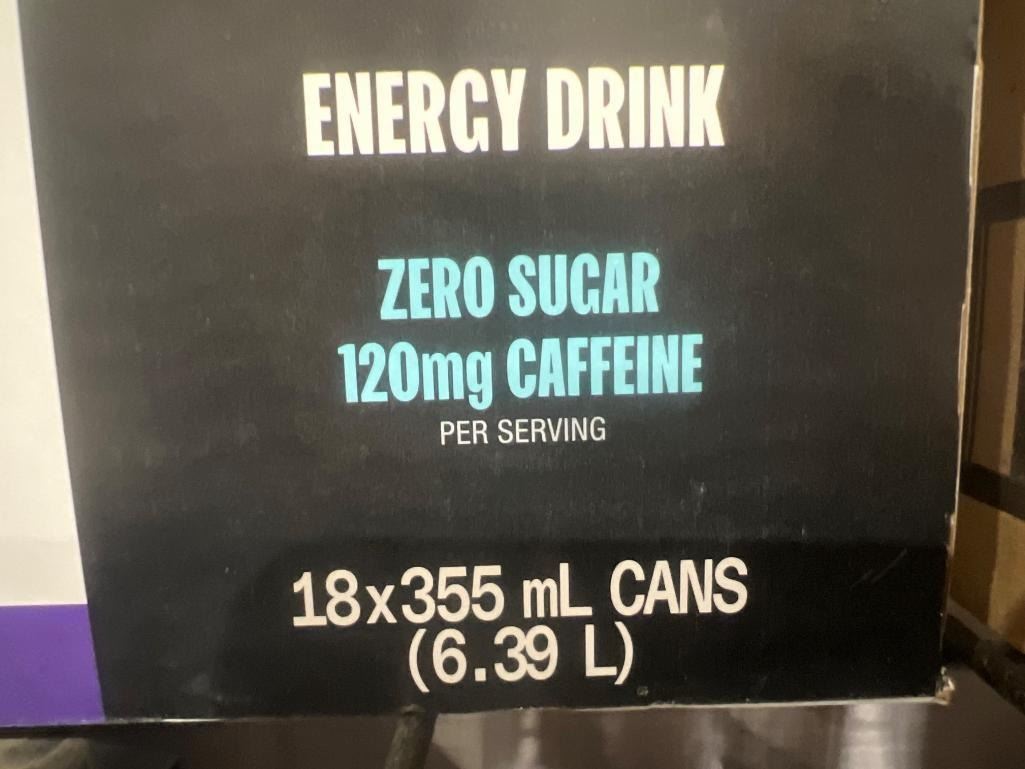 ENERGY DRINK
ZERO SUGAR
120mg CAFFEINE
PER SERVING
18x355 mL CANS
(6.39 L)